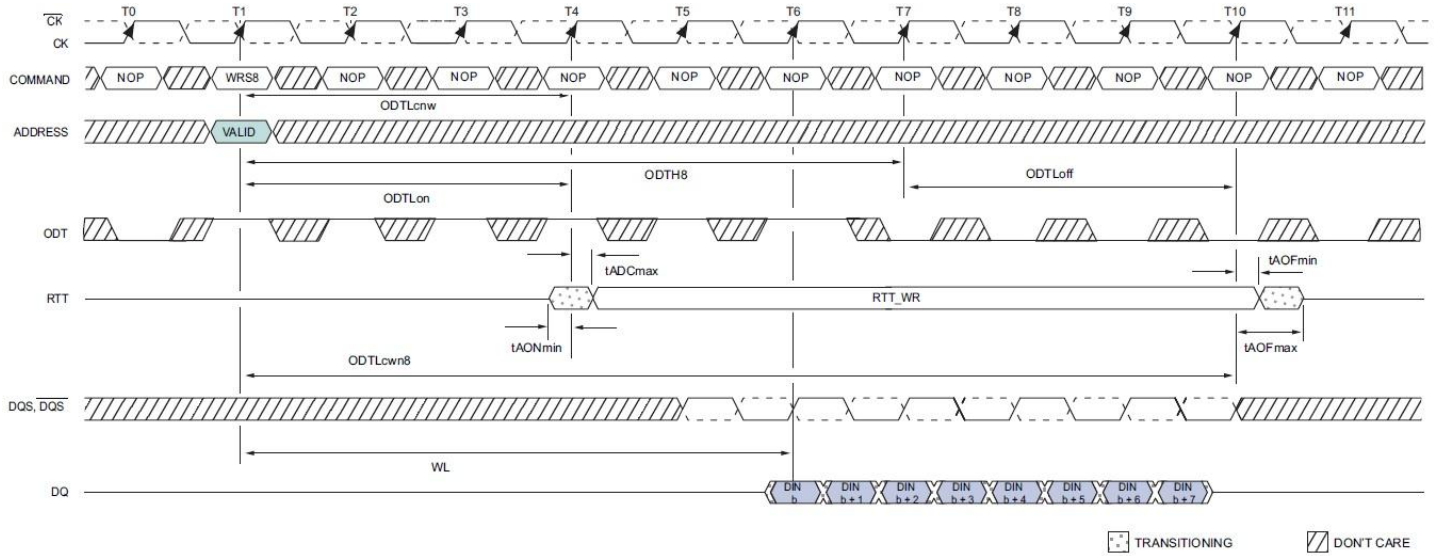 T0 T1 T2 T3 T4 T5 T6 T7 T8 T9 T10 T11
CK
CK
COMMAND NOP WRS8 NOP NOP NOP NOP NOP NOP NOP NOP NOP NOP
ODTLcnw
ADDRESS VALID
ODTH8 ODTLoff
ODTLon
ODT
tADCmax tAOFmin
RTT RTT_WR
tAONmin tAOFmax
ODTLcwn8
DQS, DQS
WL
DQ DIN b DIN b + 1 DIN b + 2 DIN b + 3 DIN b + 4 DIN b + 5 DIN b + 6 DIN b + 7
TRANSITIONING DON'T CARE